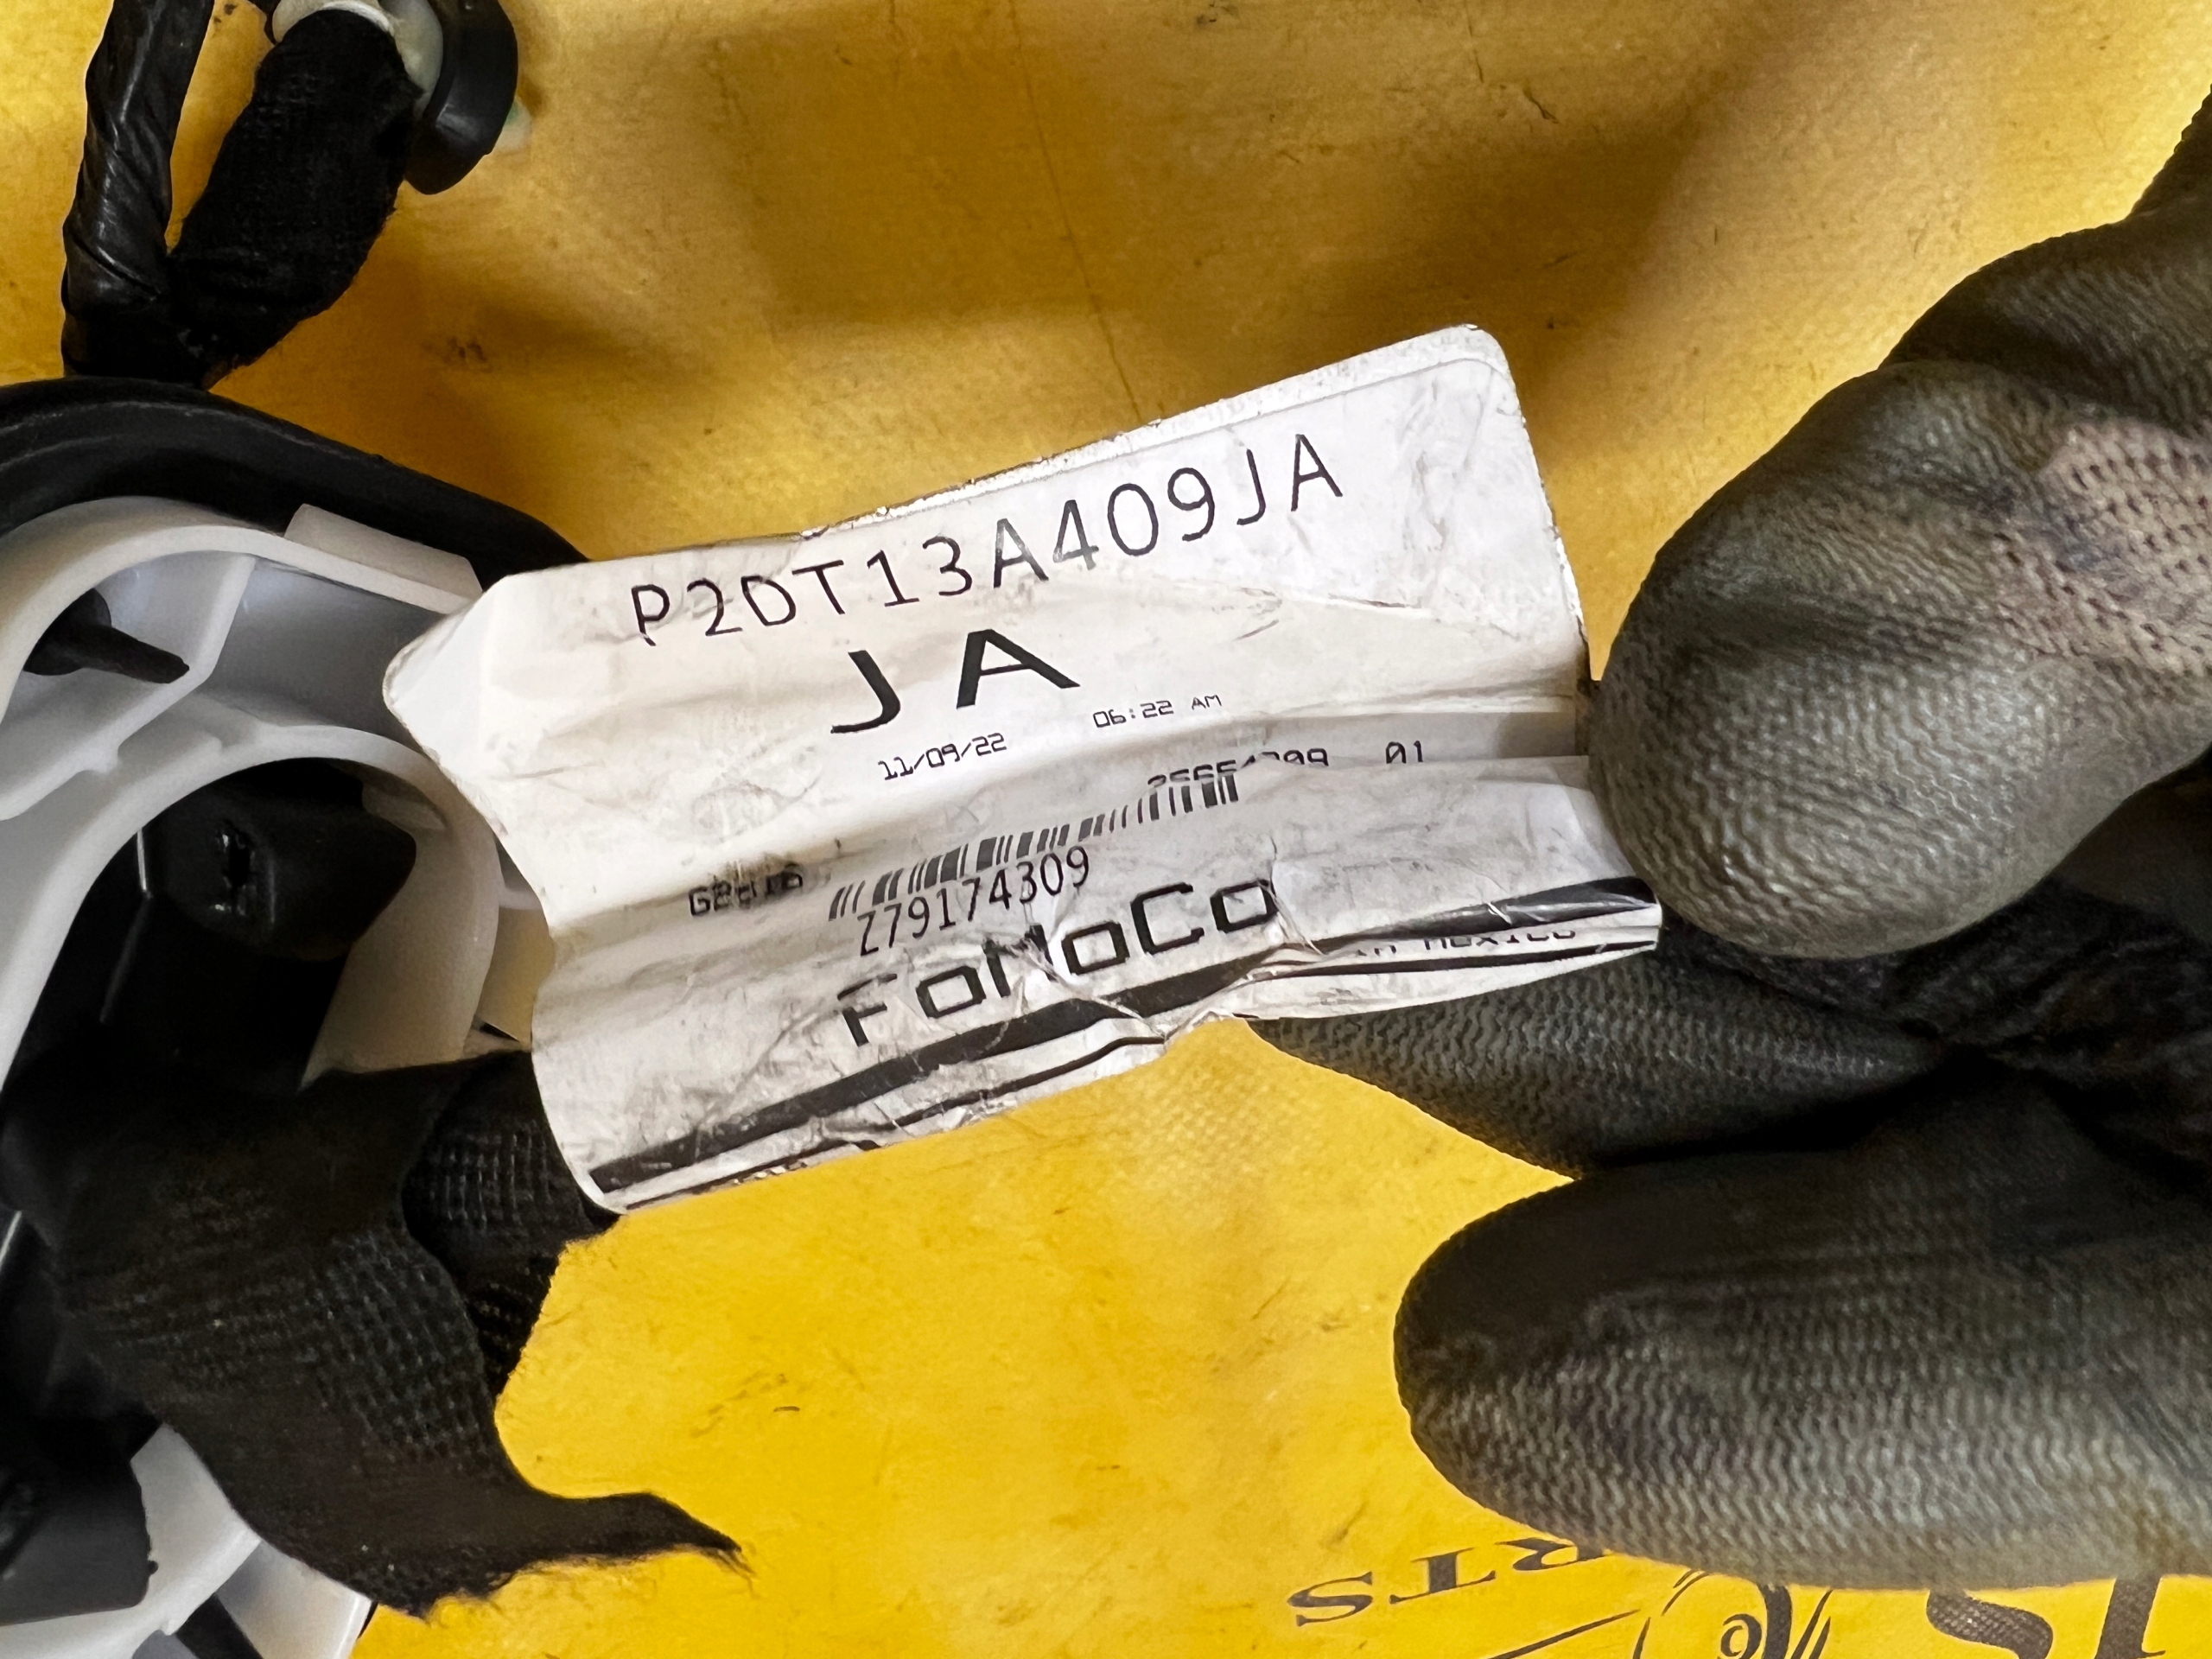 P2DT13A409JA
JA
11/09/22 06:22 AM
01
Z79174309
FoMoCo